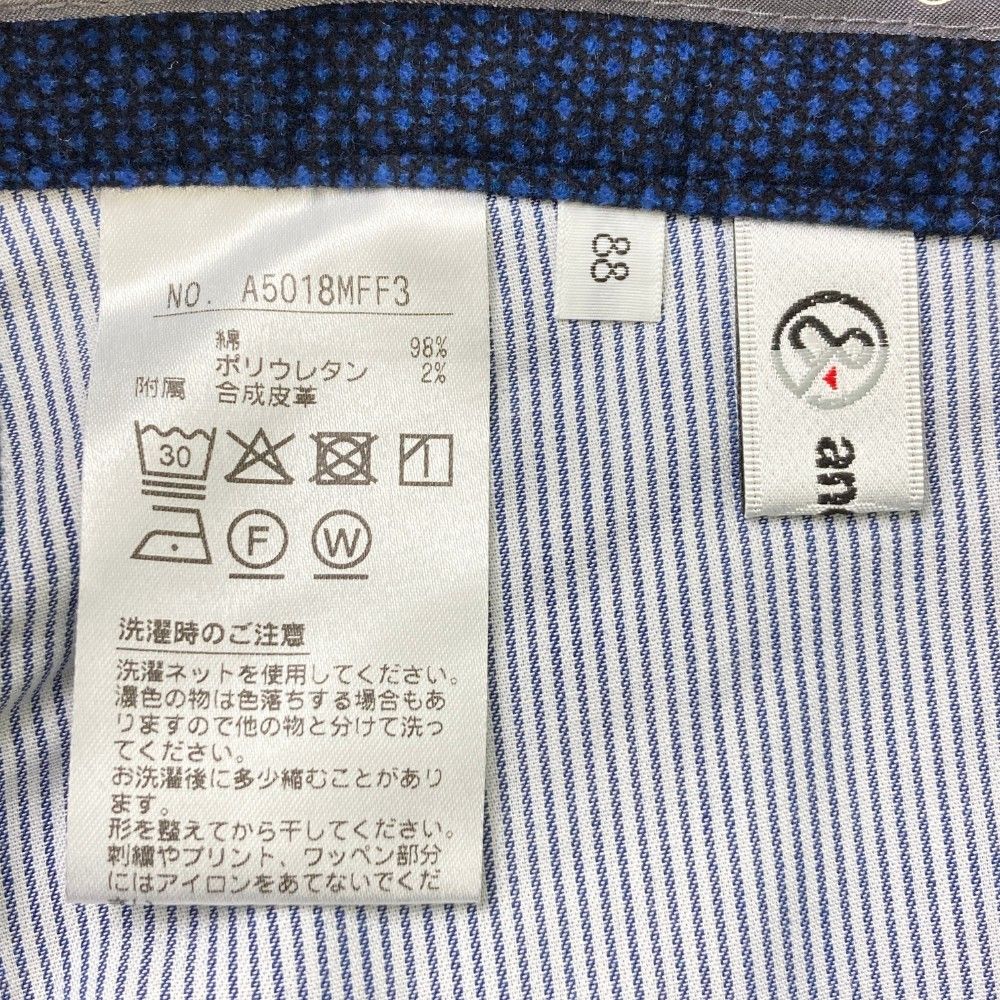 NO. A5018MFF3
綿 98%
ポリウレタン 2%
附属 合成皮革
30
F W
洗濯時のご注意
洗濯ネットを使用してください。
濃色の物は色落ちする場合もあ
りますので他の物と分けて洗っ
てください。
お洗濯後に多少縮むことがあり
ます。
形を整えてから干してください。
刺繍やプリント、ワッペン部分
にはアイロンをあてないでくだ
88